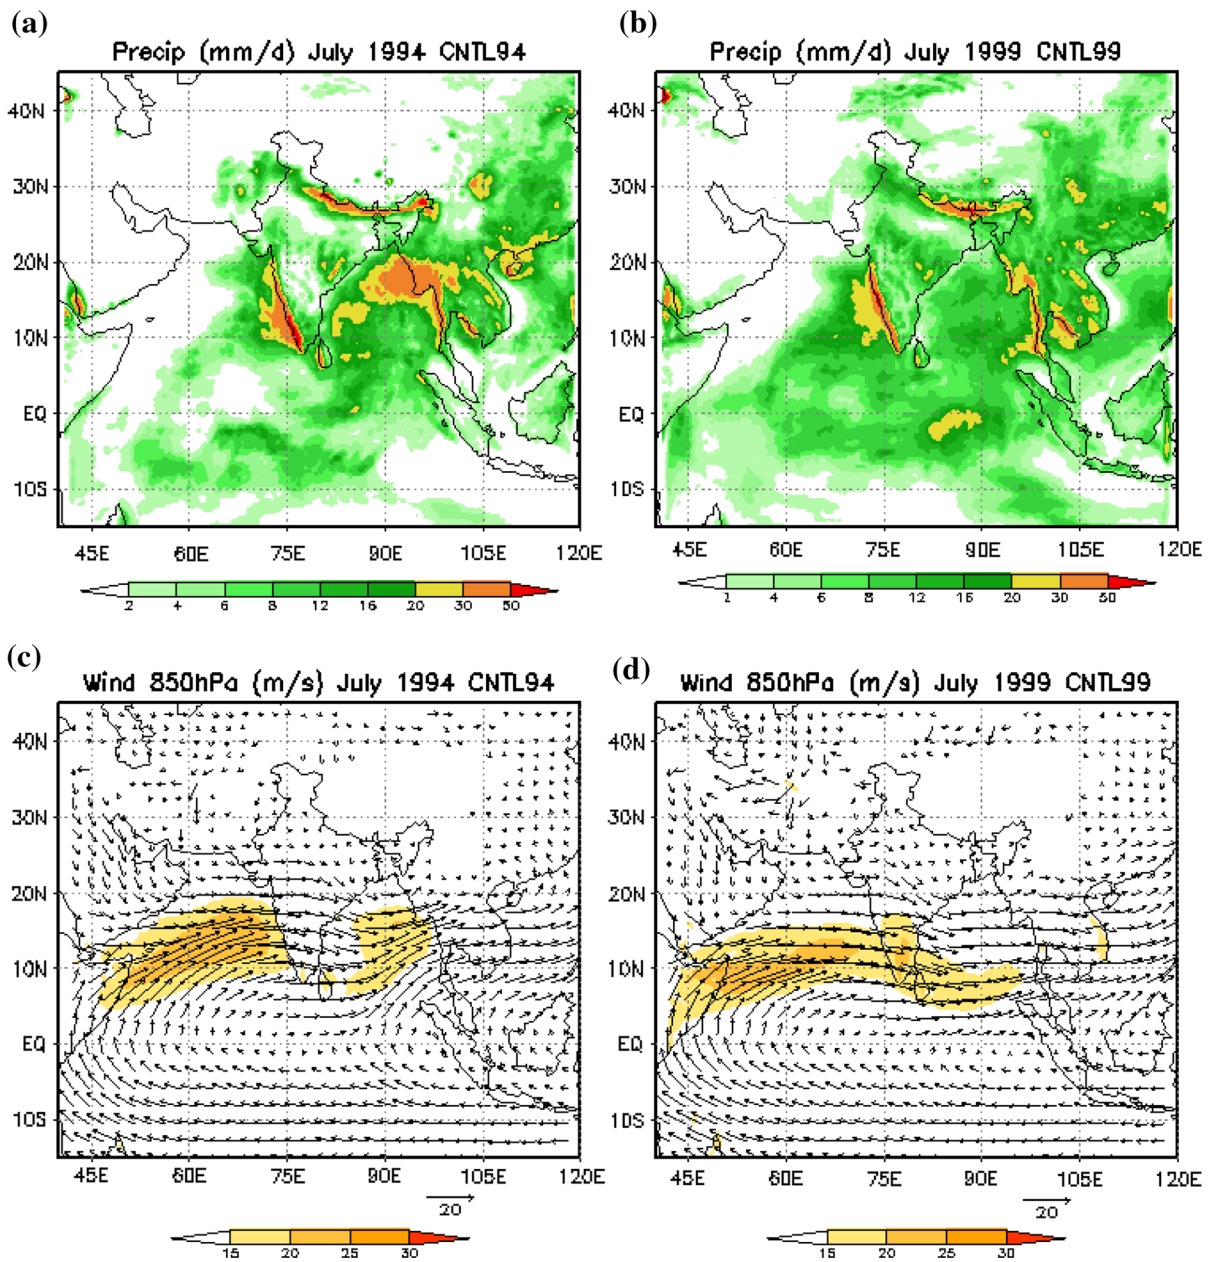 (a)
Precip (mm/d) July 1994 CNTL94
40N
30N
20N
10N
EQ
10S
45E 60E 75E 90E 105E 120E
2 4 6 8 12 16 20 30 50
(b)
Precip (mm/d) July 1999 CNTL99
40N
30N
20N
10N
EQ
10S
45E 60E 75E 90E 105E 120E
2 4 6 8 12 16 20 30 50
(c)
Wind 850hPa (m/s) July 1994 CNTL94
40N
30N
20N
10N
EQ
10S
45E 60E 75E 90E 105E 120E
20
15 20 25 30
(d)
Wind 850hPa (m/s) July 1999 CNTL99
40N
30N
20N
10N
EQ
10S
45E 60E 75E 90E 105E 120E
20
15 20 25 30